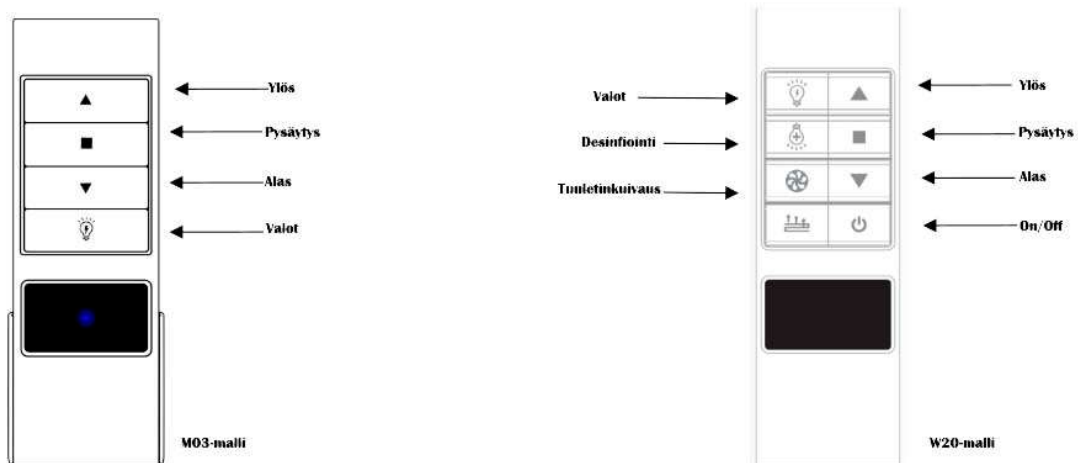 Ylös
Pysäytys
Alas
Valot
M03-malli
Valot
Desinfiointi
Tuuletinkuivaus
Ylös
Pysäytys
Alas
On/Off
W20-malli